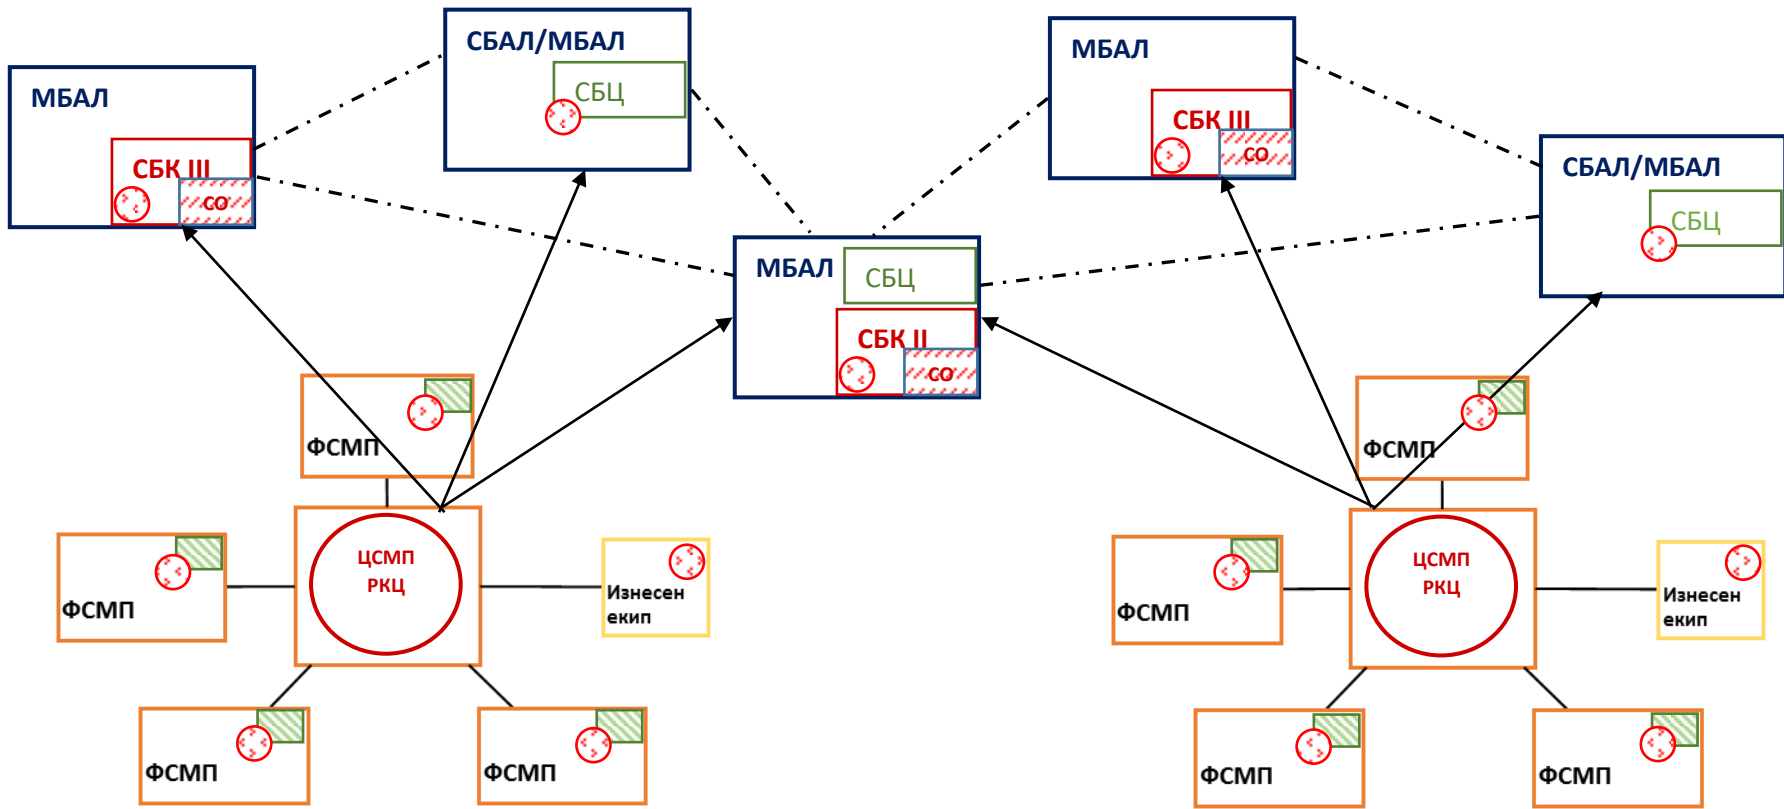 СБАЛ/МБАЛ
СБЦ
МБАЛ
СБК III
СО
МБАЛ
СБК III
СО
СБАЛ/МБАЛ
СБЦ
МБАЛ
СБЦ
СБК II
СО
ФСМП
ФСМП
ЦСМП
РКЦ
Изнесен
екип
ФСМП
ФСМП
ФСМП
ФСМП
ЦСМП
РКЦ
Изнесен
екип
ФСМП
ФСМП